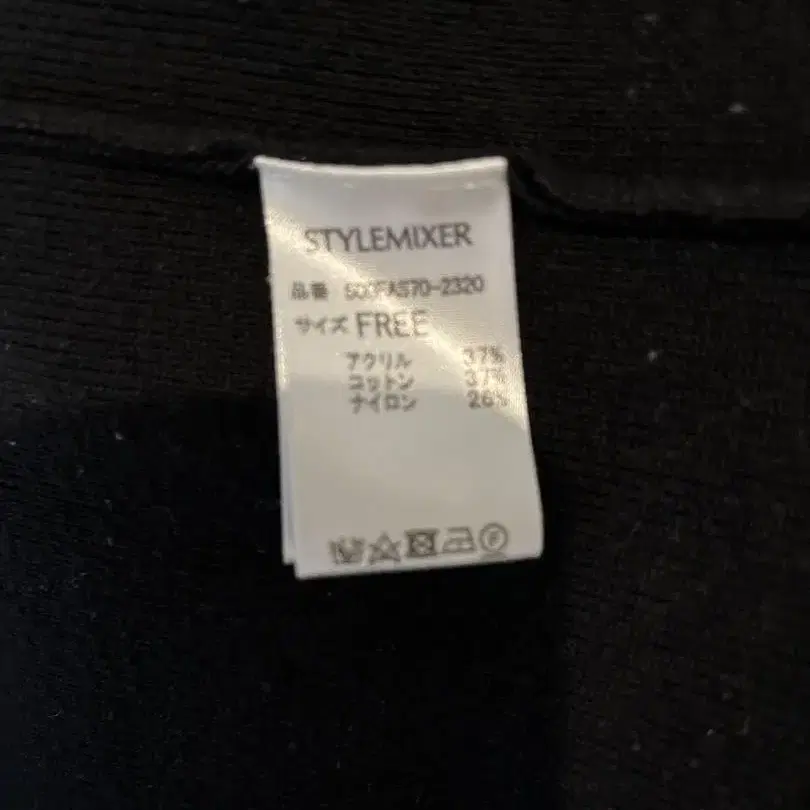 STYLEMIXER
品番
サイズ FREE
アクリル 37%
コットン 37%
ナイロン 26%
F